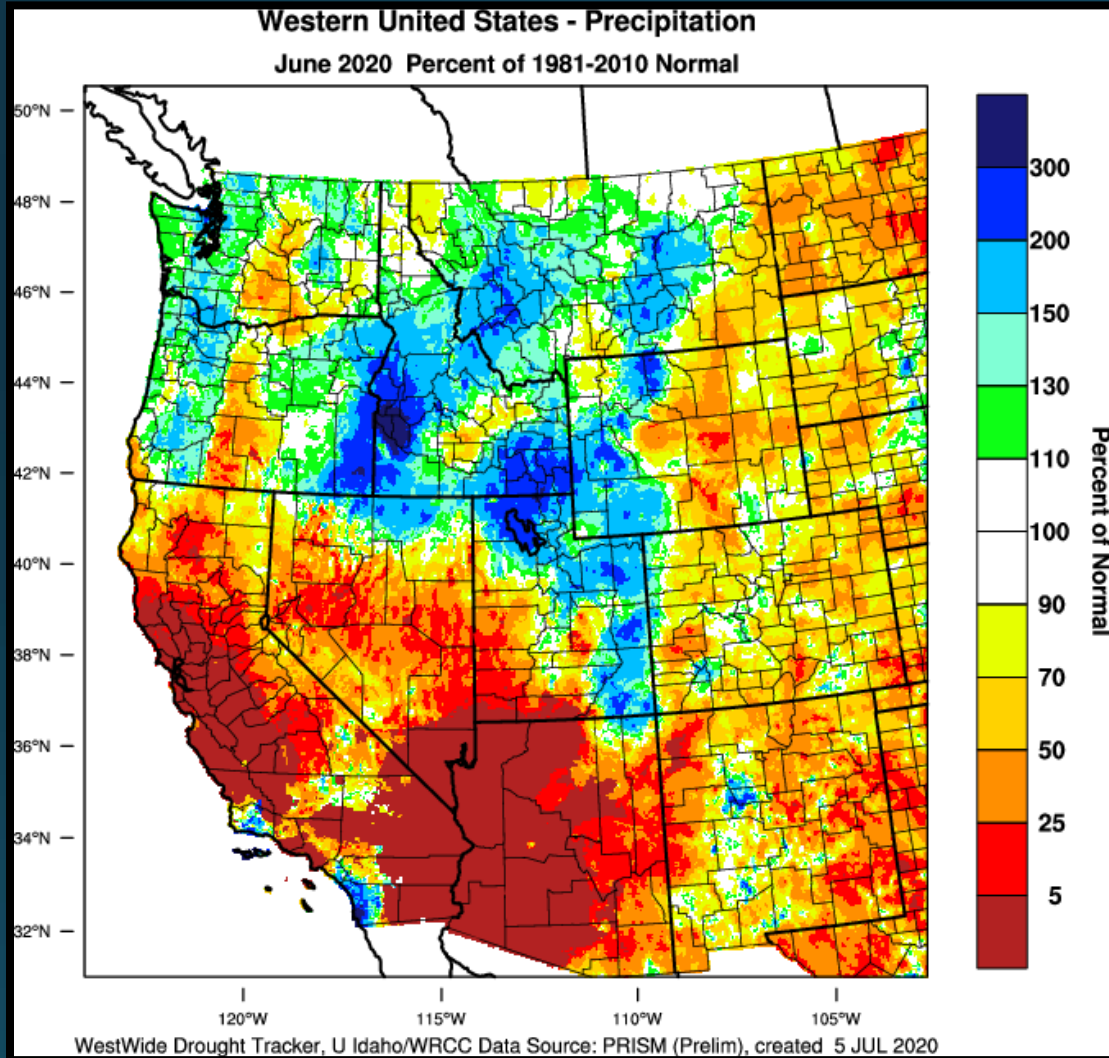 Western United States - Precipitation
June 2020 Percent of 1981-2010 Normal
50°N
48°N
46°N
44°N
42°N
40°N
38°N
36°N
34°N
32°N
120°W
115°W
110°W
105°W
300
200
150
130
110
100
90
70
50
25
5
Percent of Normal
WestWide Drought Tracker, U Idaho/WRCC Data Source: PRISM (Prelim), created 5 JUL 2020